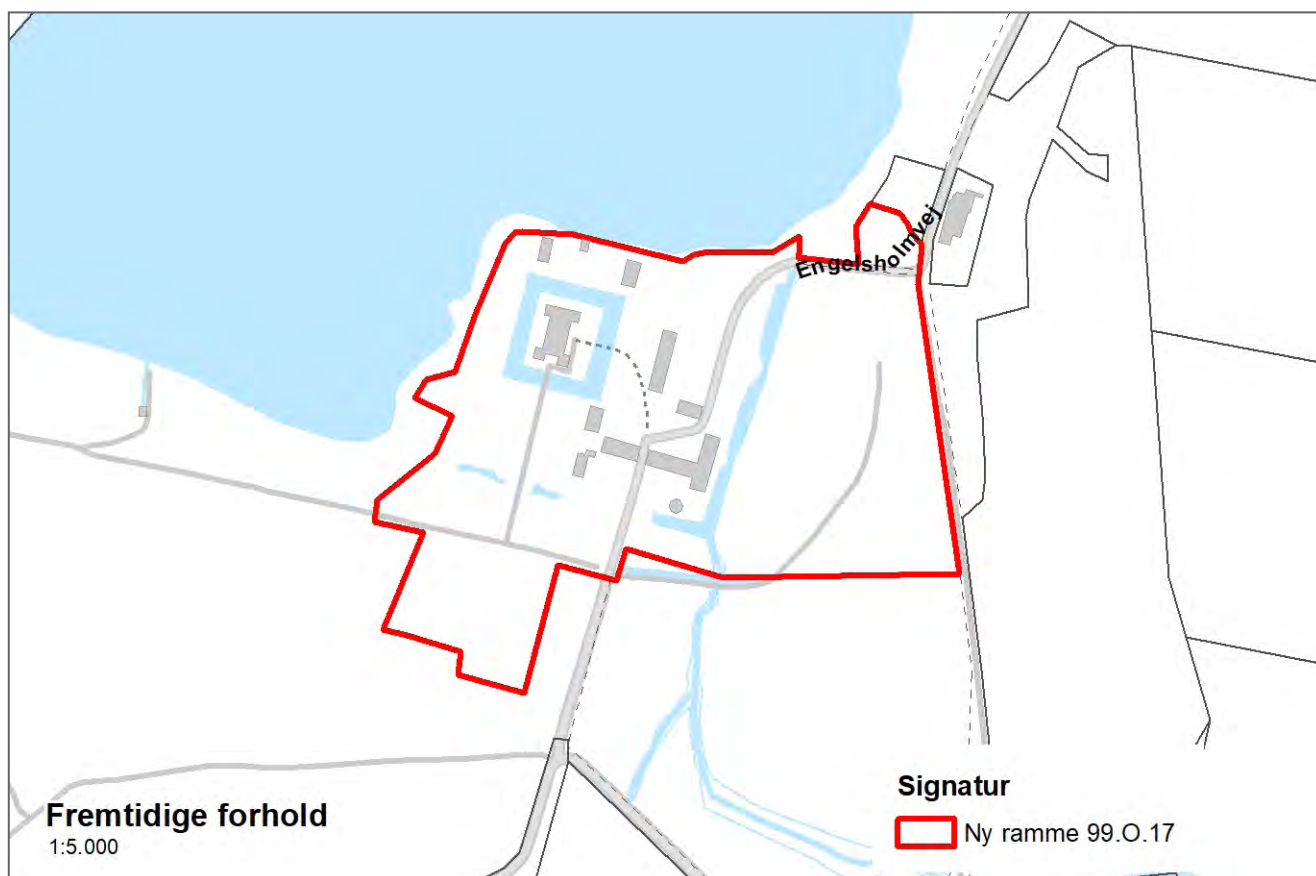 Engelsholmvej
Fremtidige forhold
1:5.000
Signatur
Ny ramme 99.O.17